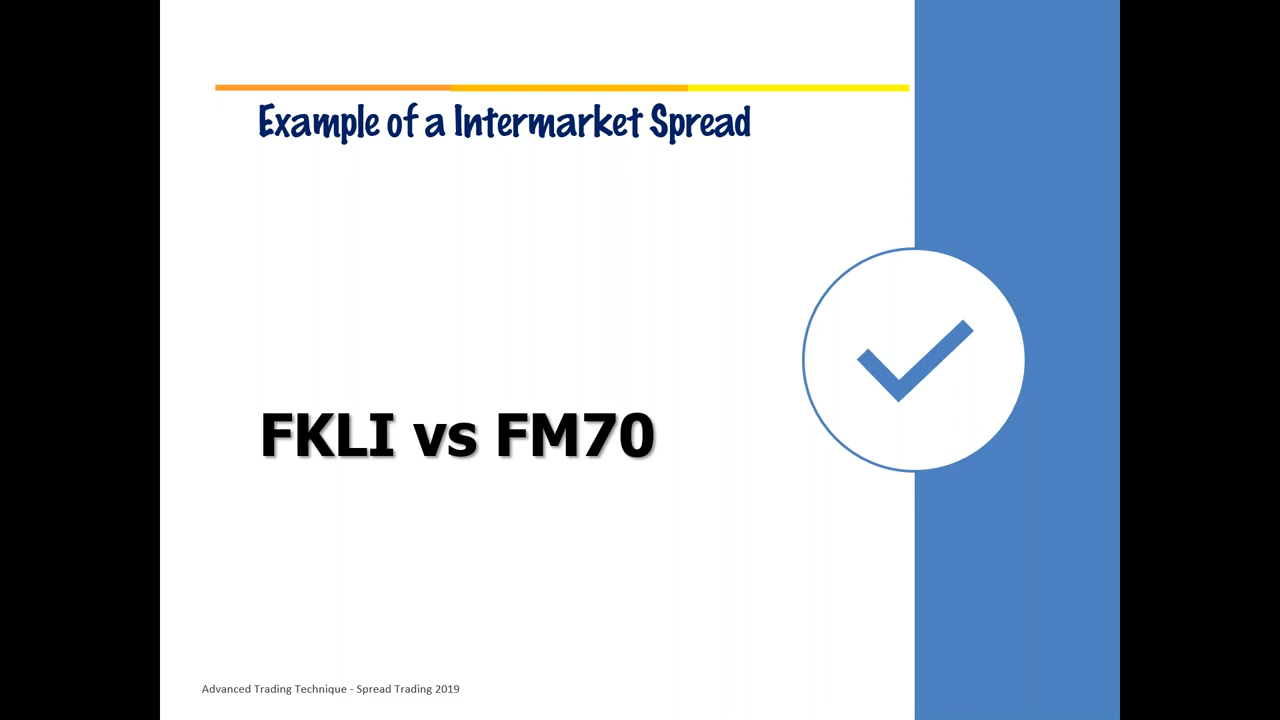 Example of a Intermarket Spread
FKLI vs FM70
Advanced Trading Technique - Spread Trading 2019